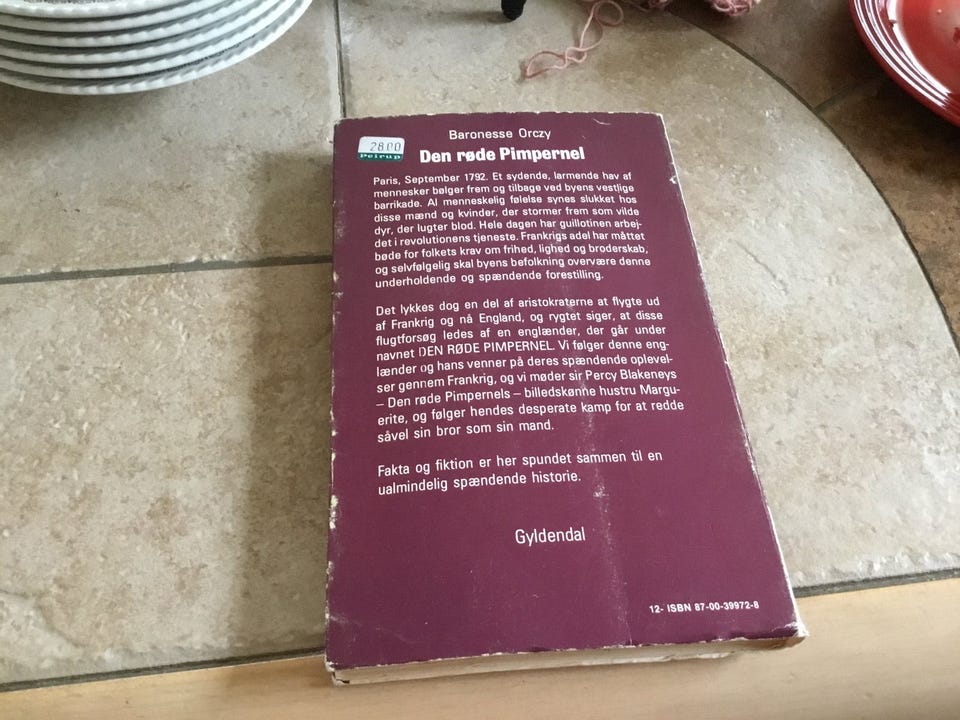 Baronesse Orczy
28.00
Peirup
Den røde Pimpernel
Paris, September 1792. Et sydende, larmende hav af
mennesker bølger frem og tilbage ved byens vestlige
barrikade. Al menneskelig følelse synes slukket hos
disse mænd og kvinder, der stormer frem som vilde
dyr, der lugter blod. Hele dagen har guillotinen arbej-
det i revolutionens tjeneste. Frankrigs adel har måttet
bøde for folkets krav om frihed, lighed og broderskab,
og selvfølgelig skal byens befolkning overvære denne
underholdende og spændende forestilling.
Det lykkes dog en del af aristokraterne at flygte ud
af Frankrig og nå England, og rygtet siger, at disse
flugtforsøg ledes af en englænder, der går under
navnet DEN RØDE PIMPERNEL. Vi følger denne eng-
lænder og hans venner på deres spændende oplevel-
ser gennem Frankrig, og vi møder sir Percy Blakeneys
– Den røde Pimpernels – billedskønne hustru Margu-
erite, og følger hendes desperate kamp for at redde
såvel sin bror som sin mand.
Fakta og fiktion er her spundet sammen til en
ualmindelig spændende historie.
Gyldendal
12- ISBN 87-00-39972-8